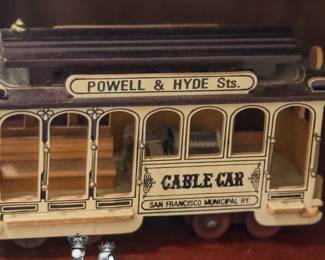 POWELL & HYDE Sts.
CABLE CAR
SAN FRANCISCO MUNICIPAL RY.